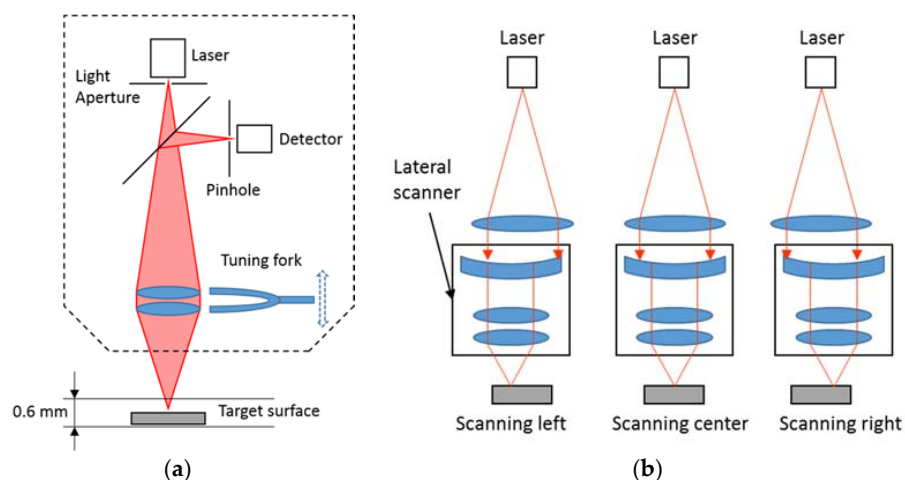 Laser
Light
Aperture
Detector
Pinhole
Tuning fork
0.6 mm
Target surface
(a)
Laser
Laser
Laser
Lateral
scanner
Scanning left
Scanning center
Scanning right
(b)